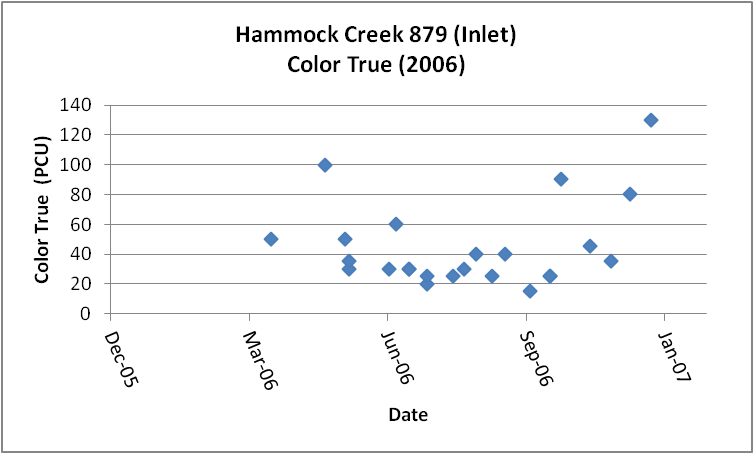 Hammock Creek 879 (Inlet)
Color True (2006)
Color True  (PCU)
140
120
100
80
60
40
20
0
Dec-05
Mar-06
Jun-06
Sep-06
Jan-07
Date